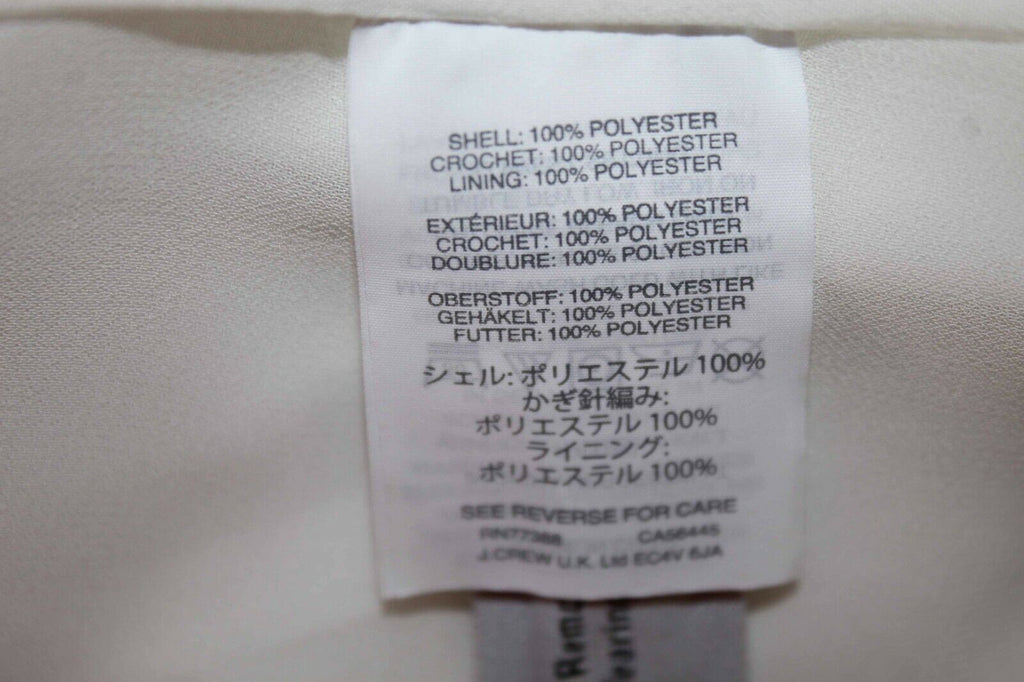 SHELL: 100% POLYESTER
CROCHET: 100% POLYESTER
LINING: 100% POLYESTER
EXTÉRIEUR: 100% POLYESTER
CROCHET: 100% POLYESTER
DOUBLURE: 100% POLYESTER
OBERSTOFF: 100% POLYESTER
GEHÄKELT: 100% POLYESTER
FUTTER: 100% POLYESTER
シェル: ポリエステル 100%
かぎ針編み:
ポリエステル 100%
ライニング:
ポリエステル 100%
SEE REVERSE FOR CARE
RN77388 CA56445
J.CREW U.K. Ltd EC4V 6JA